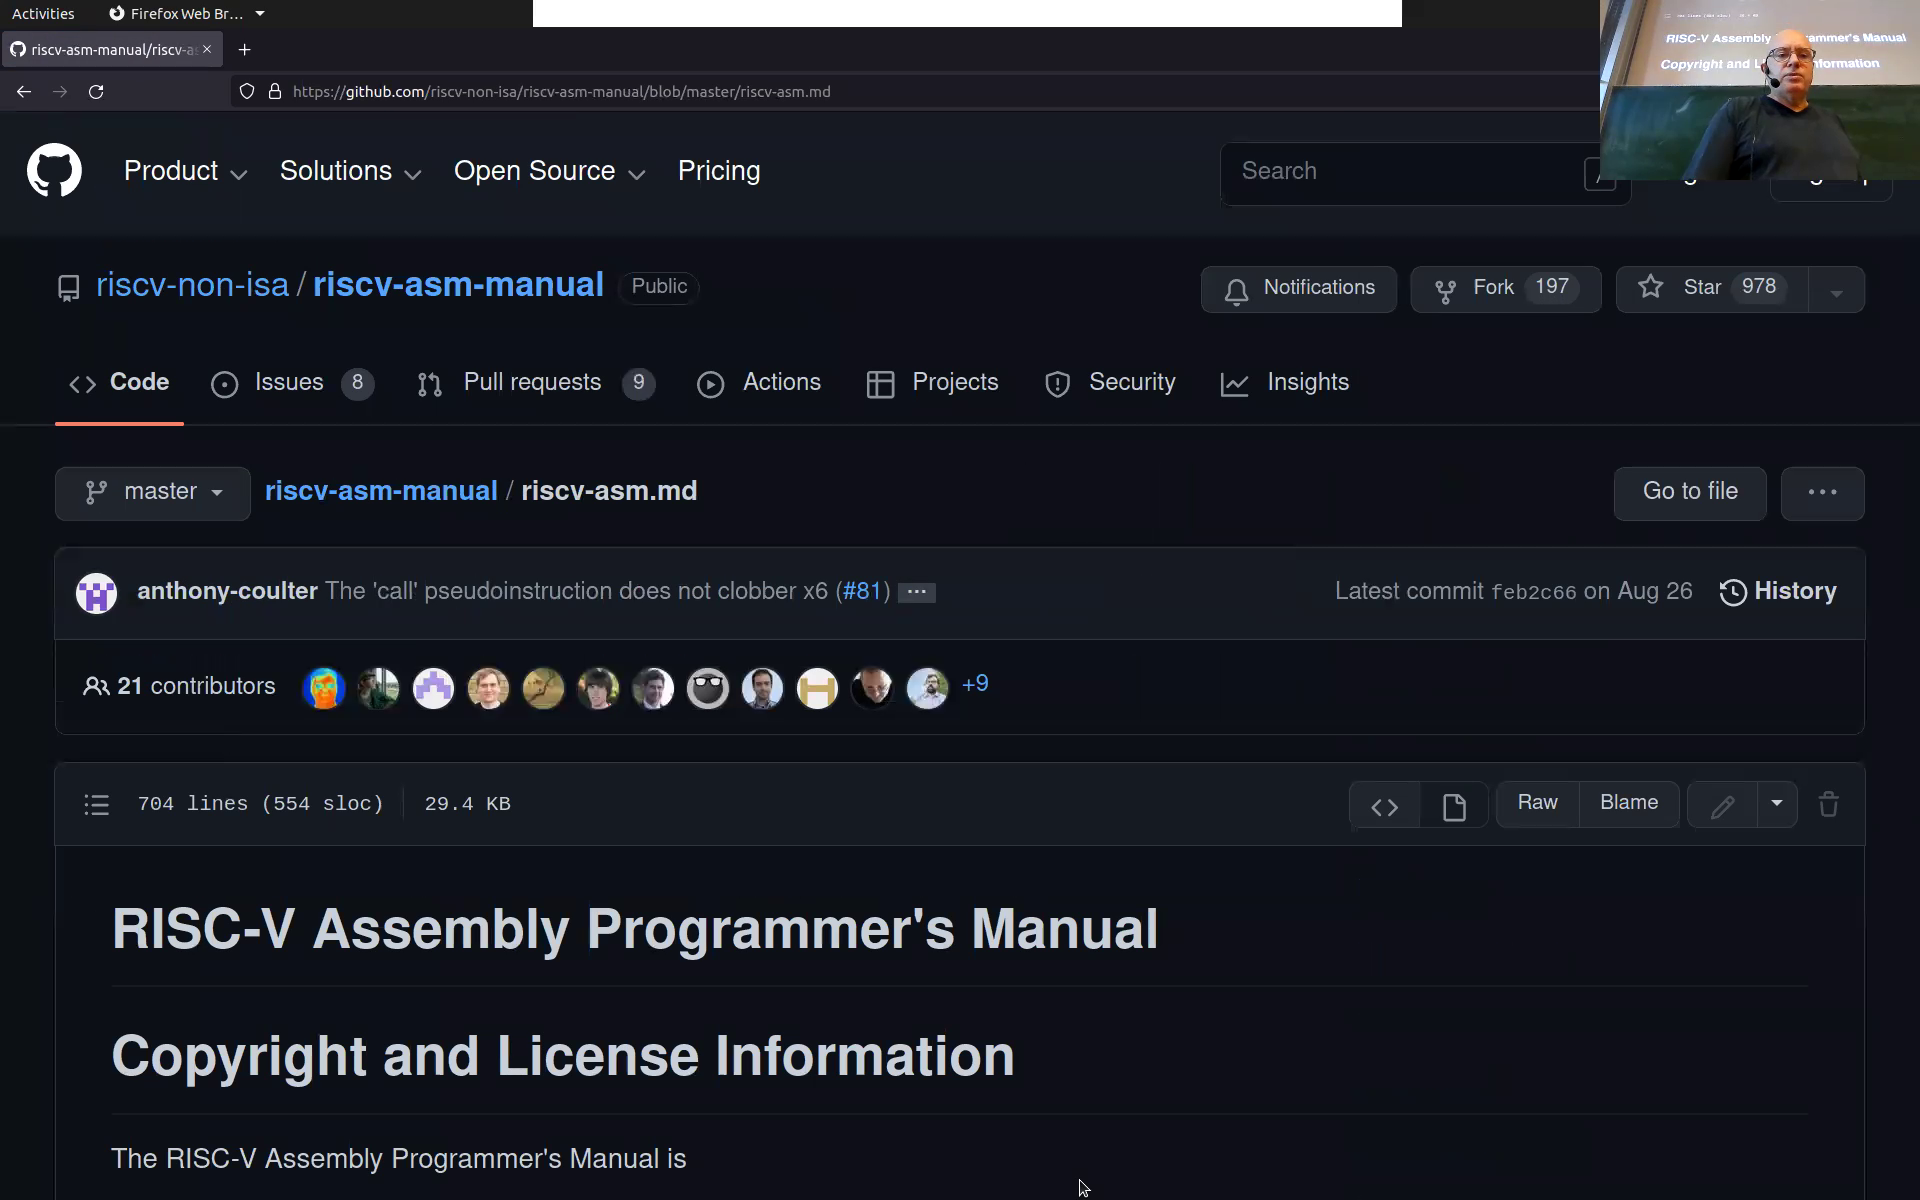 Activities
Firefox Web Br…
riscv-asm-manual/riscv-a
https://github.com/riscv-non-isa/riscv-asm-manual/blob/master/riscv-asm.md
RISC-V Assembly
Programmer's Manual
Copyright and
Information
Product
Solutions
Open Source
Pricing
Search
/
riscv-non-isa / riscv-asm-manual
Public
Notifications
Fork 197
Star 978
Code
Issues 8
Pull requests 9
Actions
Projects
Security
Insights
master
riscv-asm-manual / riscv-asm.md
Go to file
anthony-coulter The 'call' pseudoinstruction does not clobber x6 (#81)
Latest commit feb2c66 on Aug 26
History
21 contributors
+9
704 lines (554 sloc)
29.4 KB
Raw
Blame
RISC-V Assembly Programmer's Manual
Copyright and License Information
The RISC-V Assembly Programmer's Manual is